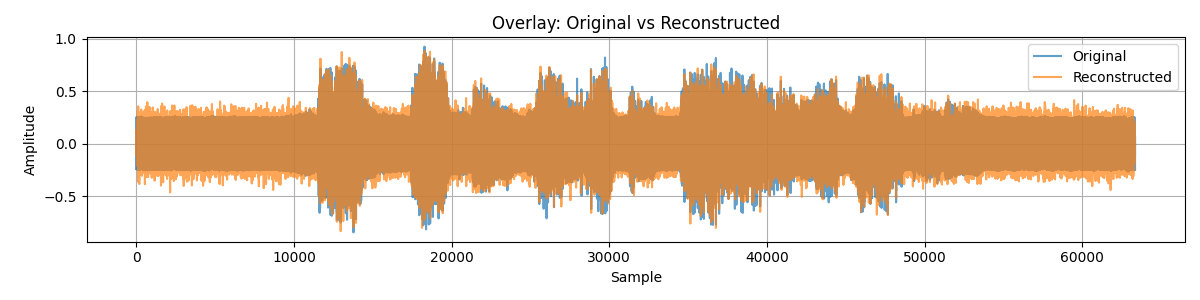 Overlay: Original vs Reconstructed
Original
Reconstructed
Amplitude
1.0
0.5
0.0
−0.5
0
10000
20000
30000
40000
50000
60000
Sample